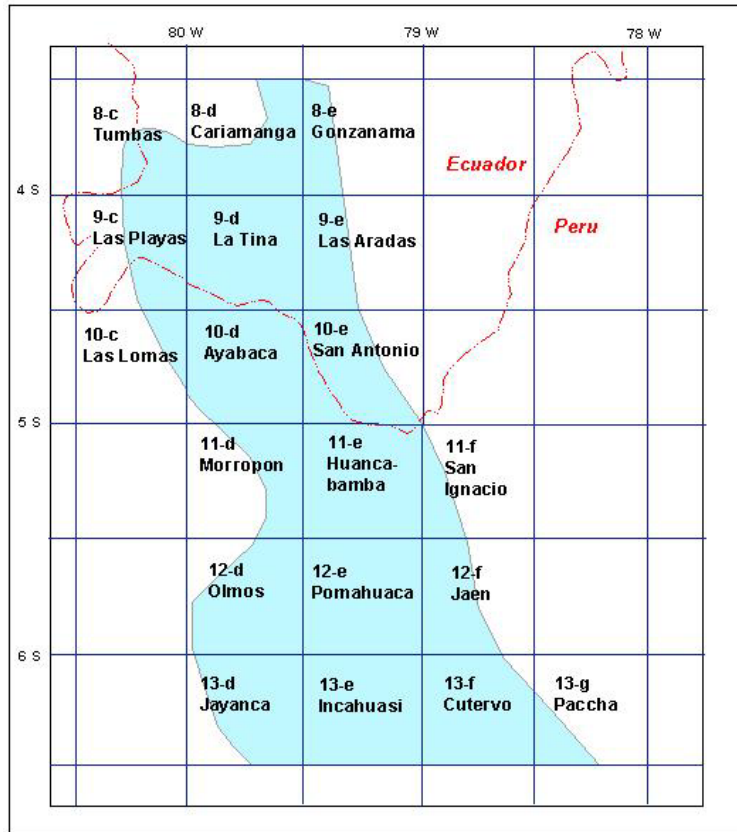 80 W 79 W 78 W
8-c 8-d 8-e
Tumbas Cariamanga Gonzanama
Ecuador
4 S
9-c 9-d 9-e
Las Playas La Tina Las Aradas
Peru
10-c 10-d 10-e
Las Lomas Ayabaca San Antonio
5 S
11-d 11-e 11-f
Morropon Huanca- San
bamba Ignacio
12-d 12-e 12-f
Olmos Pomahuaca Jaen
6 S
13-d 13-e 13-f 13-g
Jayanca Incahuasi Cutervo Paccha